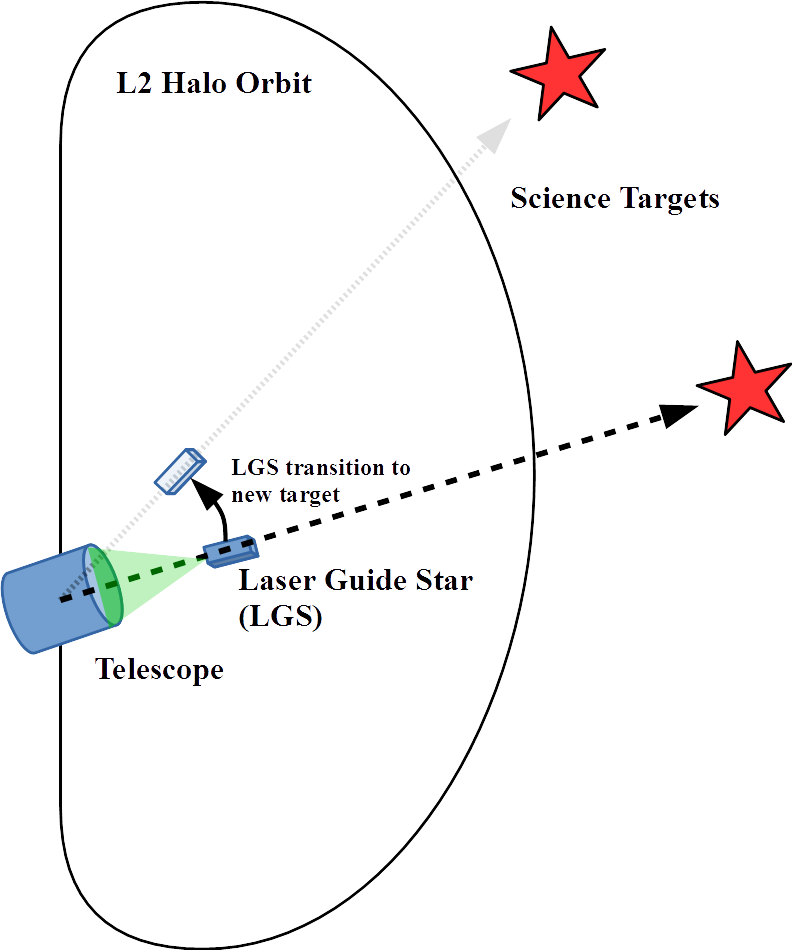 L2 Halo Orbit
Science Targets
LGS transition to
new target
Laser Guide Star
(LGS)
Telescope